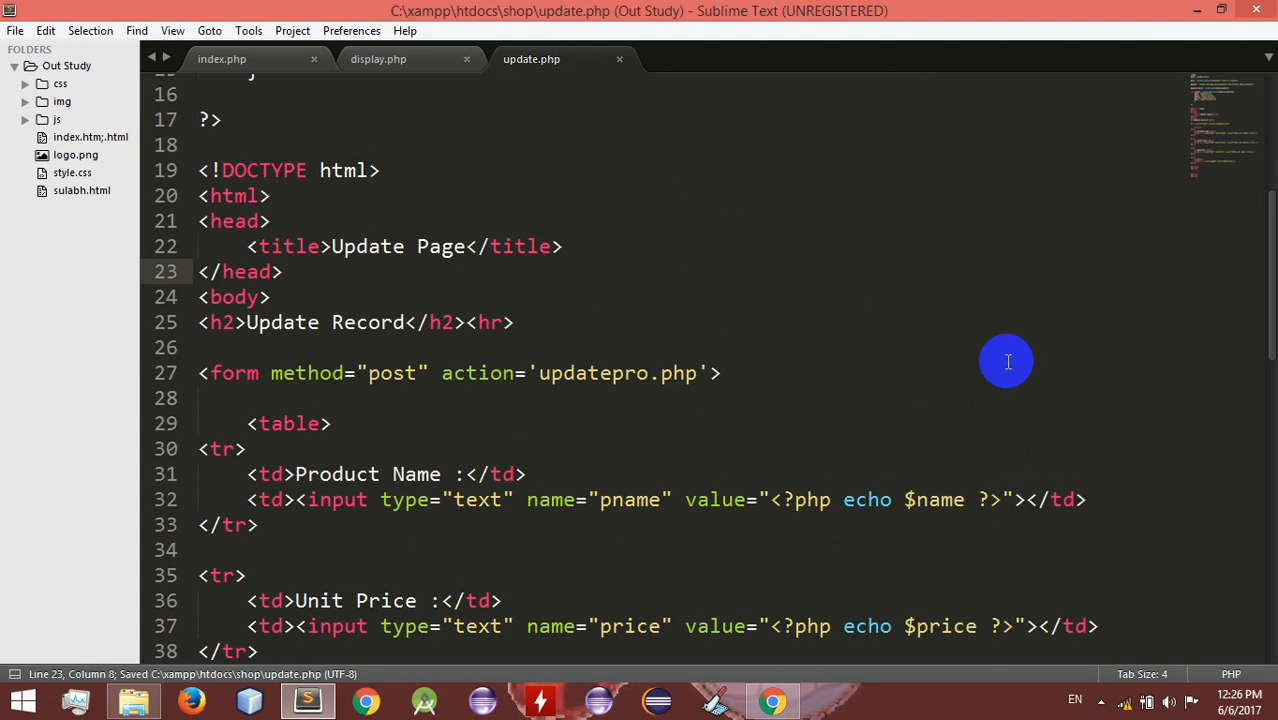 C:\xampp\htdocs\shop\update.php (Out Study) - Sublime Text (UNREGISTERED)
File Edit Selection Find View Goto Tools Project Preferences Help
FOLDERS
Out Study
css
img
js
index.htm;.html
logo.png
style.css
sulabh.html
index.php display.php update.php
15 }
16
17 ?>
18
19 <!DOCTYPE html>
20 <html>
21 <head>
22 <title>Update Page</title>
23 </head>
24 <body>
25 <h2>Update Record</h2><hr>
26
27 <form method="post" action='updatepro.php'>
28
29 <table>
30 <tr>
31 <td>Product Name :</td>
32 <td><input type="text" name="pname" value="<?php echo $name ?>"></td>
33 </tr>
34
35 <tr>
36 <td>Unit Price :</td>
37 <td><input type="text" name="price" value="<?php echo $price ?>"></td>
38 </tr>
Line 23, Column 8; Saved C:\xampp\htdocs\shop\update.php (UTF-8) Tab Size: 4 PHP
EN 12:26 PM
6/6/2017